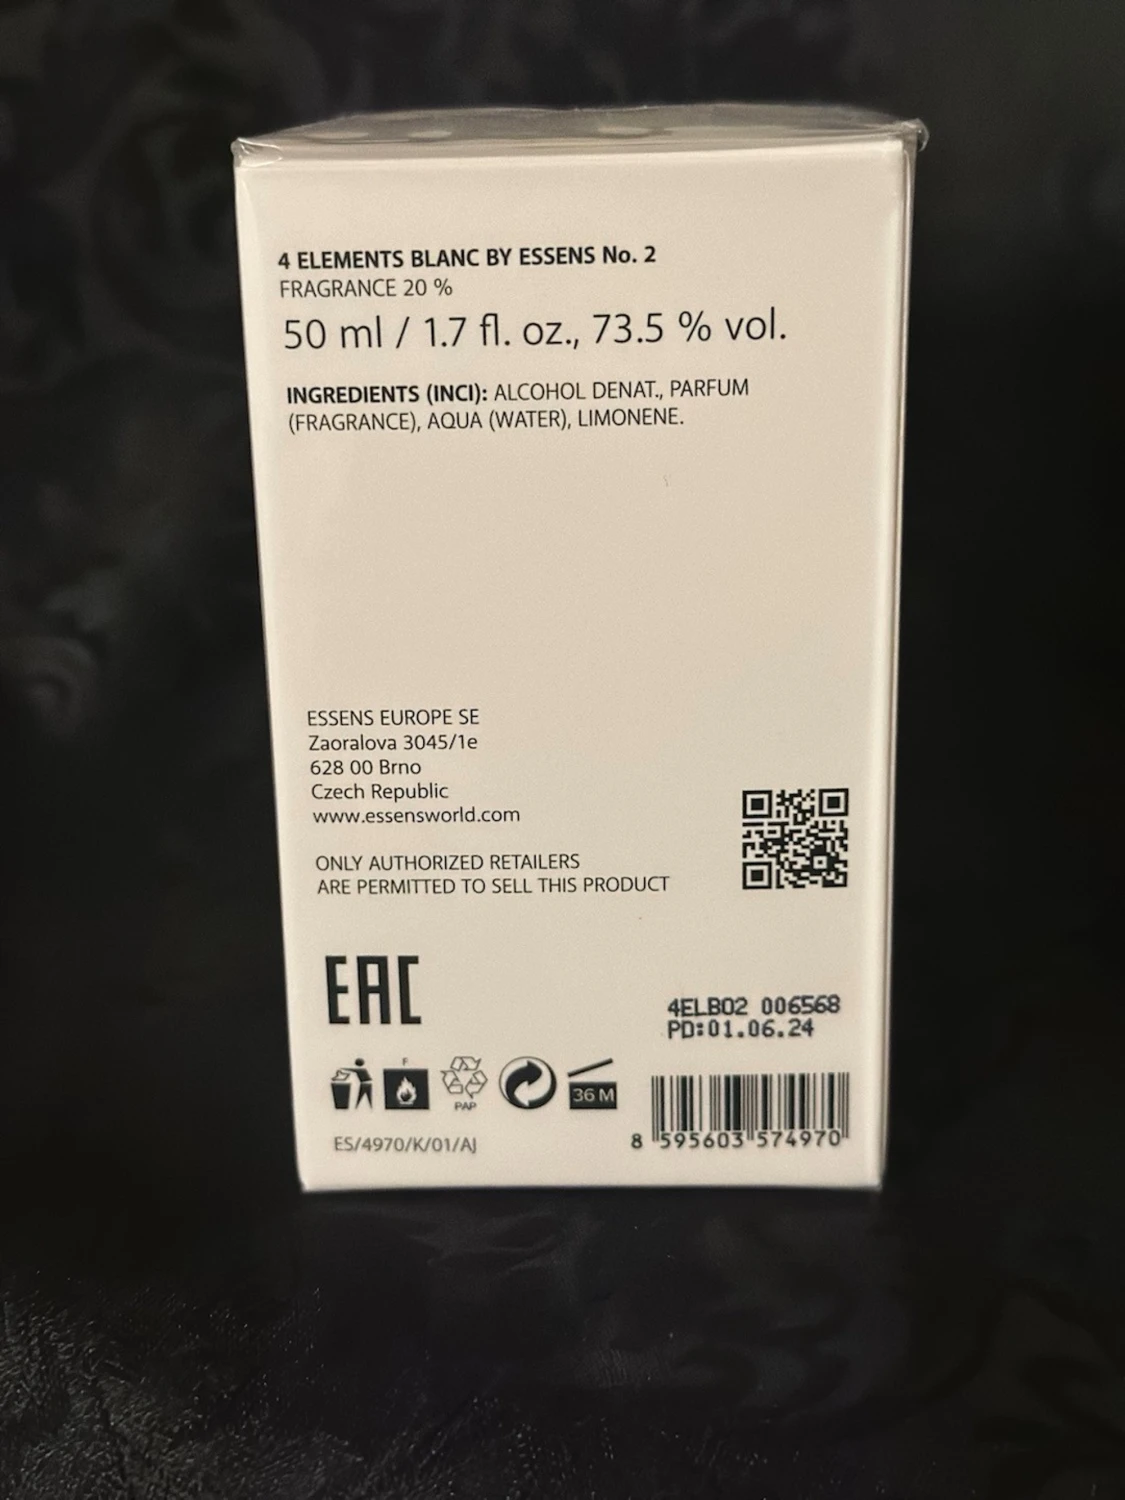 4 ELEMENTS BLANC BY ESSENS No. 2
FRAGRANCE 20 %
50 ml / 1.7 fl. oz., 73.5 % vol.
INGREDIENTS (INCI): ALCOHOL DENAT., PARFUM
(FRAGRANCE), AQUA (WATER), LIMONENE.
ESSENS EUROPE SE
Zaoralova 3045/1e
628 00 Brno
Czech Republic
www.essensworld.com
ONLY AUTHORIZED RETAILERS
ARE PERMITTED TO SELL THIS PRODUCT
EAC
4ELB02 006568
PD:01.06.24
F
PAP
36 M
ES/4970/K/01/AJ
8 595603 574970